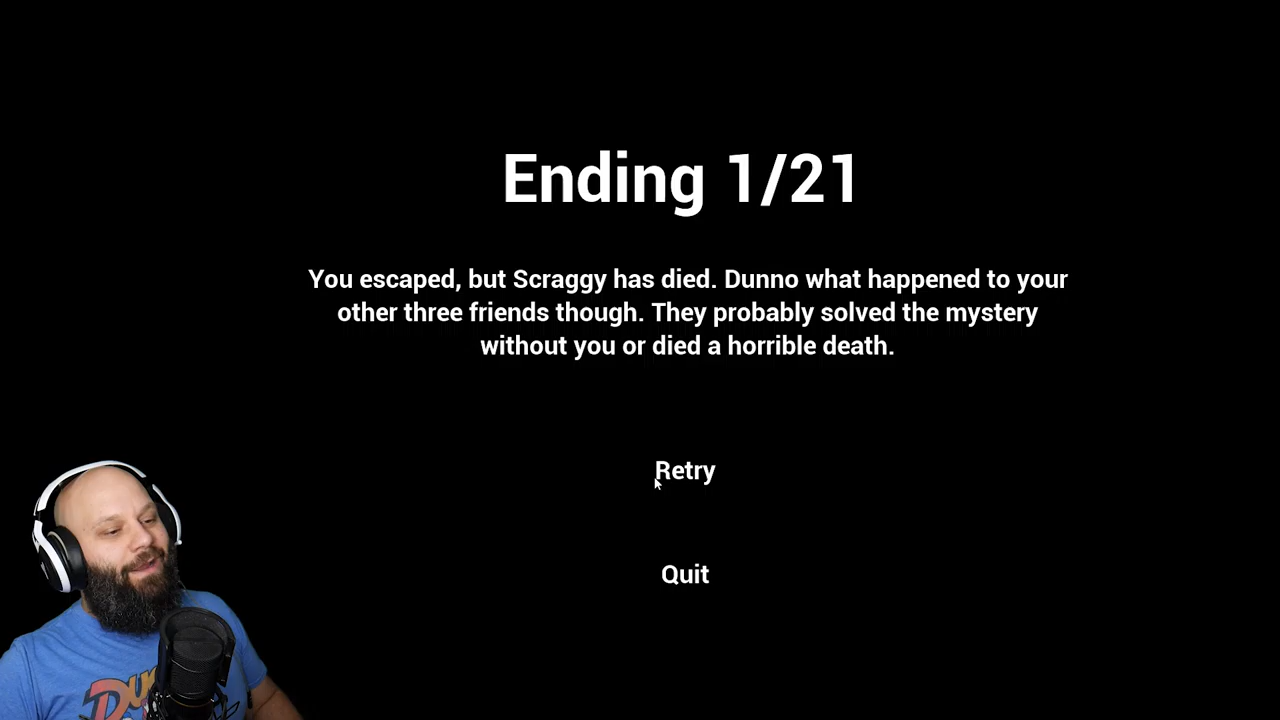 Ending 1/21
You escaped, but Scraggy has died. Dunno what happened to your
other three friends though. They probably solved the mystery
without you or died a horrible death.
Retry
Quit